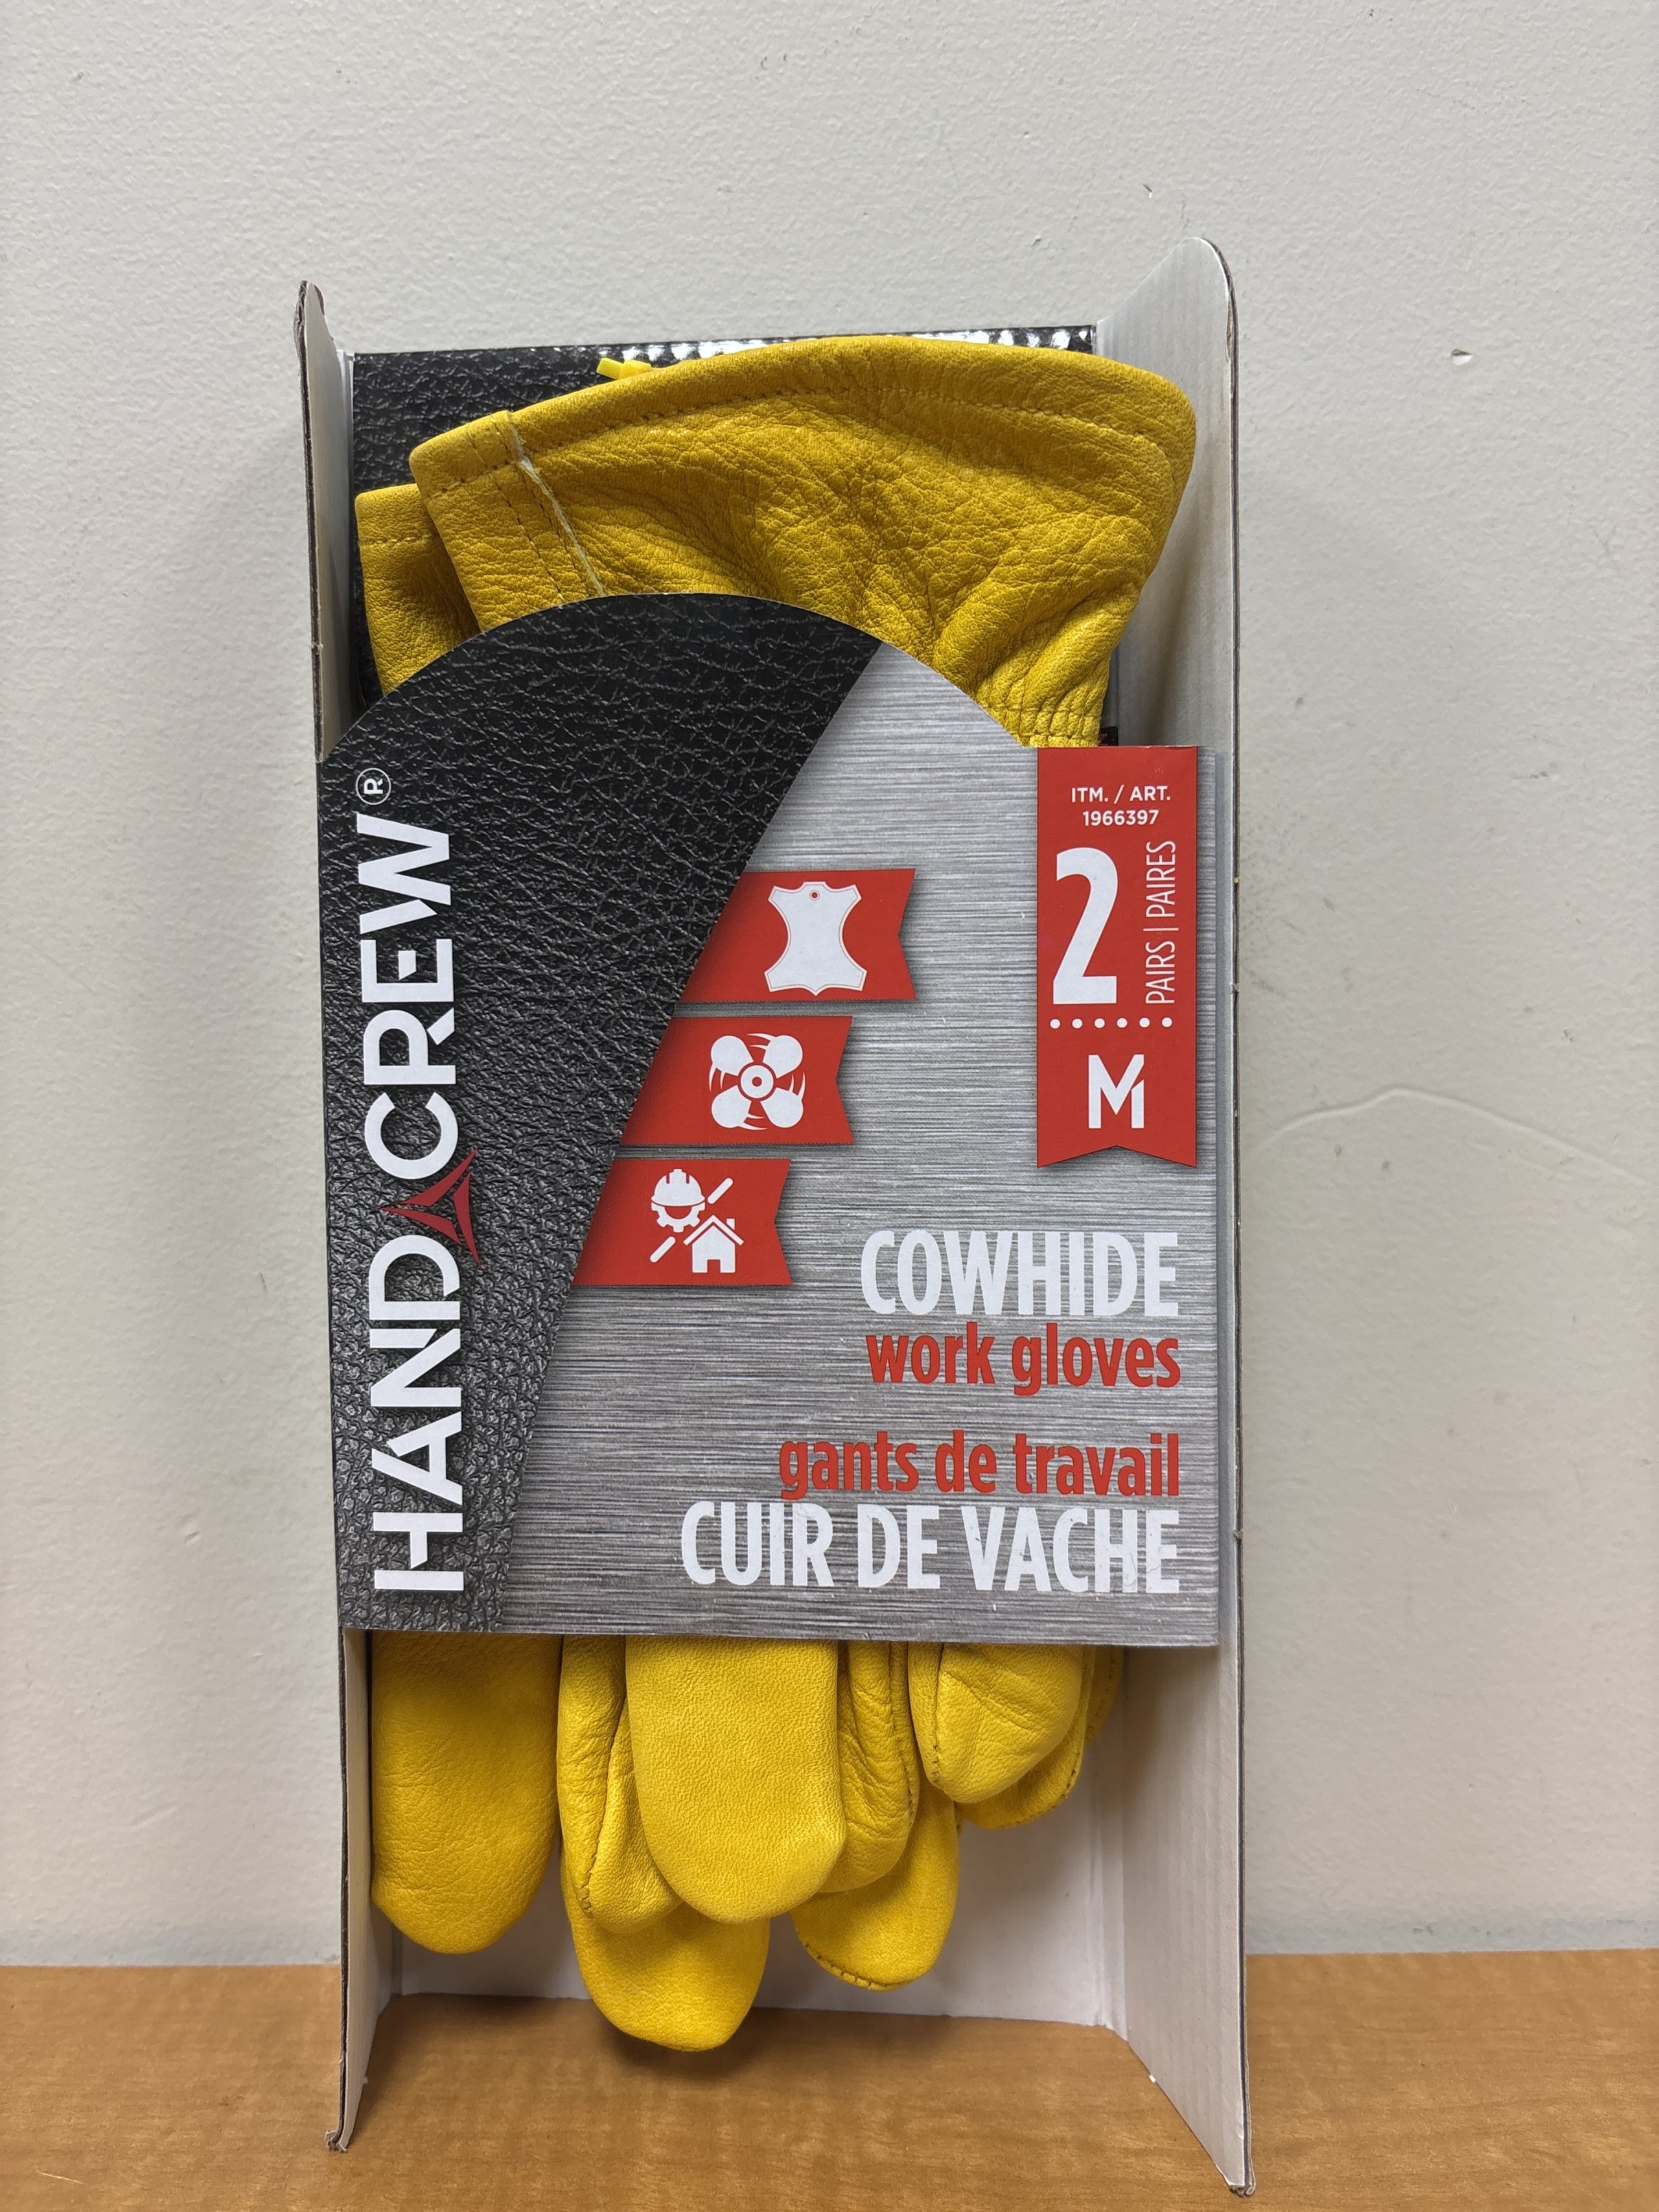 HANDCREW®
ITM. / ART.
1966397
2
PAIRS | PAIRES
M
COWHIDE
work gloves
gants de travail
CUIR DE VACHE